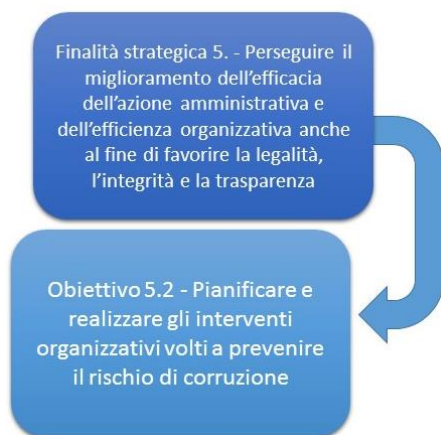 Finalità strategica 5. - Perseguire il
miglioramento dell’efficacia
dell’azione amministrativa e
dell’efficienza organizzativa anche
al fine di favorire la legalità,
l’integrità e la trasparenza
Obiettivo 5.2 - Pianificare e
realizzare gli interventi
organizzativi volti a prevenire
il rischio di corruzione